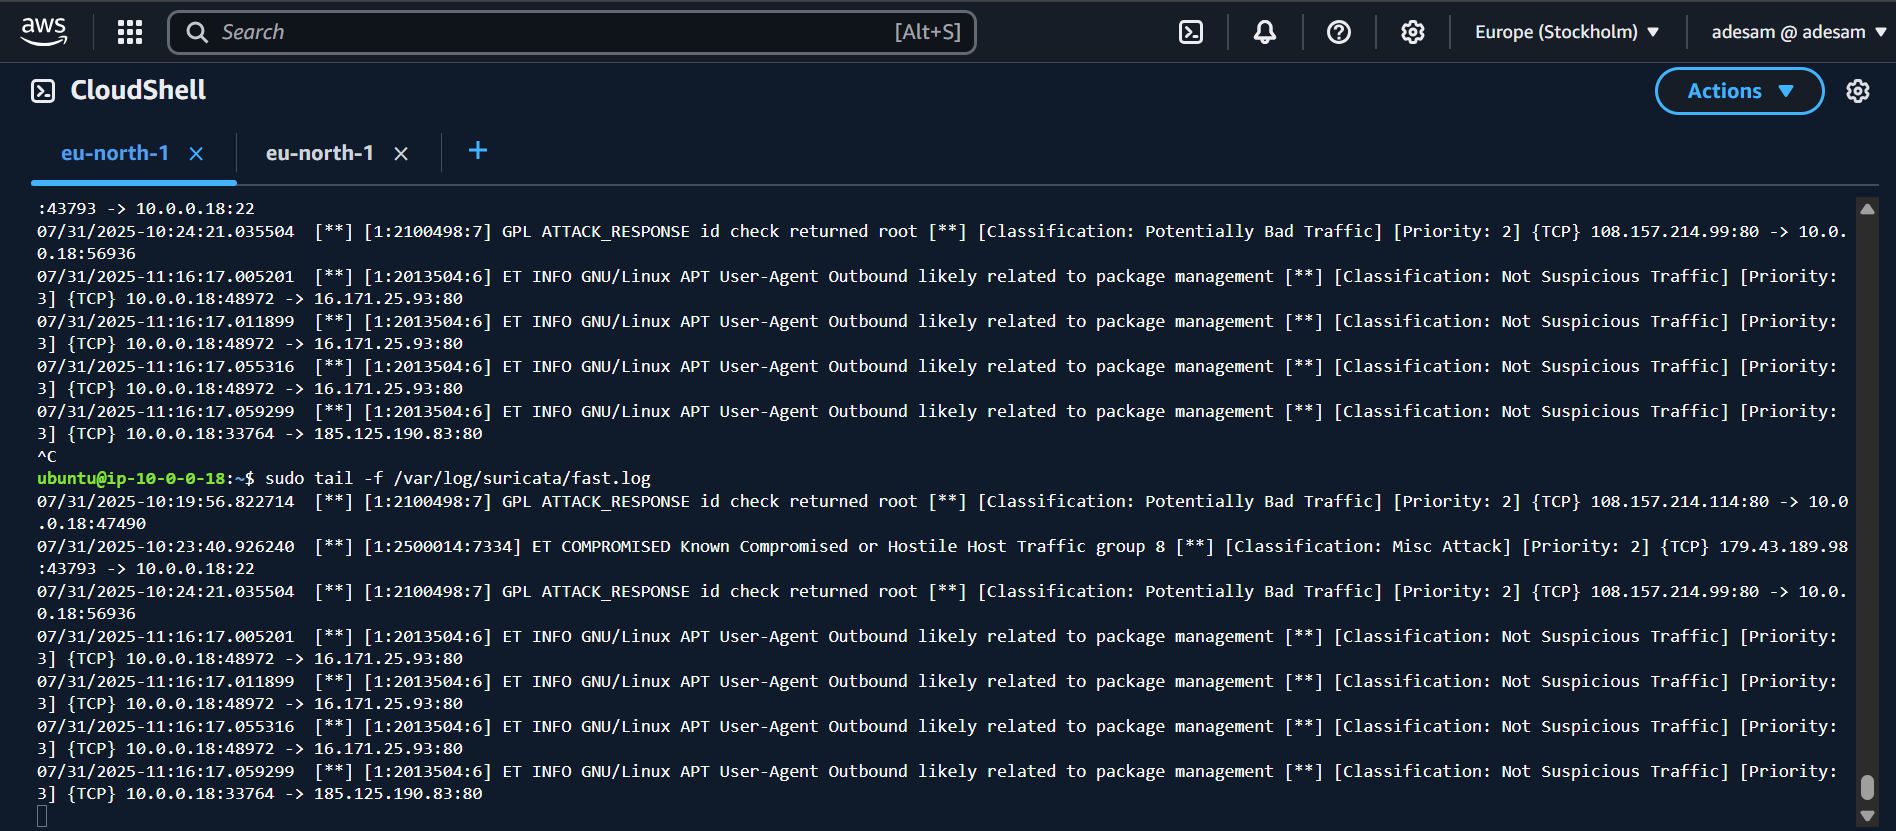 aws
Search
[Alt+S]
Europe (Stockholm)
adesam @ adesam
CloudShell
Actions
eu-north-1
eu-north-1
:43793 -> 10.0.0.18:22
07/31/2025-10:24:21.035504  [**] [1:2100498:7] GPL ATTACK_RESPONSE id check returned root [**] [Classification: Potentially Bad Traffic] [Priority: 2] {TCP} 108.157.214.99:80 -> 10.0.
0.18:56936
07/31/2025-11:16:17.005201  [**] [1:2013504:6] ET INFO GNU/Linux APT User-Agent Outbound likely related to package management [**] [Classification: Not Suspicious Traffic] [Priority:
3] {TCP} 10.0.0.18:48972 -> 16.171.25.93:80
07/31/2025-11:16:17.011899  [**] [1:2013504:6] ET INFO GNU/Linux APT User-Agent Outbound likely related to package management [**] [Classification: Not Suspicious Traffic] [Priority:
3] {TCP} 10.0.0.18:48972 -> 16.171.25.93:80
07/31/2025-11:16:17.055316  [**] [1:2013504:6] ET INFO GNU/Linux APT User-Agent Outbound likely related to package management [**] [Classification: Not Suspicious Traffic] [Priority:
3] {TCP} 10.0.0.18:48972 -> 16.171.25.93:80
07/31/2025-11:16:17.059299  [**] [1:2013504:6] ET INFO GNU/Linux APT User-Agent Outbound likely related to package management [**] [Classification: Not Suspicious Traffic] [Priority:
3] {TCP} 10.0.0.18:33764 -> 185.125.190.83:80
^C
ubuntu@ip-10-0-0-18:~$ sudo tail -f /var/log/suricata/fast.log
07/31/2025-10:19:56.822714  [**] [1:2100498:7] GPL ATTACK_RESPONSE id check returned root [**] [Classification: Potentially Bad Traffic] [Priority: 2] {TCP} 108.157.214.114:80 -> 10.0
.0.18:47490
07/31/2025-10:23:40.926240  [**] [1:2500014:7334] ET COMPROMISED Known Compromised or Hostile Host Traffic group 8 [**] [Classification: Misc Attack] [Priority: 2] {TCP} 179.43.189.98
:43793 -> 10.0.0.18:22
07/31/2025-10:24:21.035504  [**] [1:2100498:7] GPL ATTACK_RESPONSE id check returned root [**] [Classification: Potentially Bad Traffic] [Priority: 2] {TCP} 108.157.214.99:80 -> 10.0.
0.18:56936
07/31/2025-11:16:17.005201  [**] [1:2013504:6] ET INFO GNU/Linux APT User-Agent Outbound likely related to package management [**] [Classification: Not Suspicious Traffic] [Priority:
3] {TCP} 10.0.0.18:48972 -> 16.171.25.93:80
07/31/2025-11:16:17.011899  [**] [1:2013504:6] ET INFO GNU/Linux APT User-Agent Outbound likely related to package management [**] [Classification: Not Suspicious Traffic] [Priority:
3] {TCP} 10.0.0.18:48972 -> 16.171.25.93:80
07/31/2025-11:16:17.055316  [**] [1:2013504:6] ET INFO GNU/Linux APT User-Agent Outbound likely related to package management [**] [Classification: Not Suspicious Traffic] [Priority:
3] {TCP} 10.0.0.18:48972 -> 16.171.25.93:80
07/31/2025-11:16:17.059299  [**] [1:2013504:6] ET INFO GNU/Linux APT User-Agent Outbound likely related to package management [**] [Classification: Not Suspicious Traffic] [Priority:
3] {TCP} 10.0.0.18:33764 -> 185.125.190.83:80